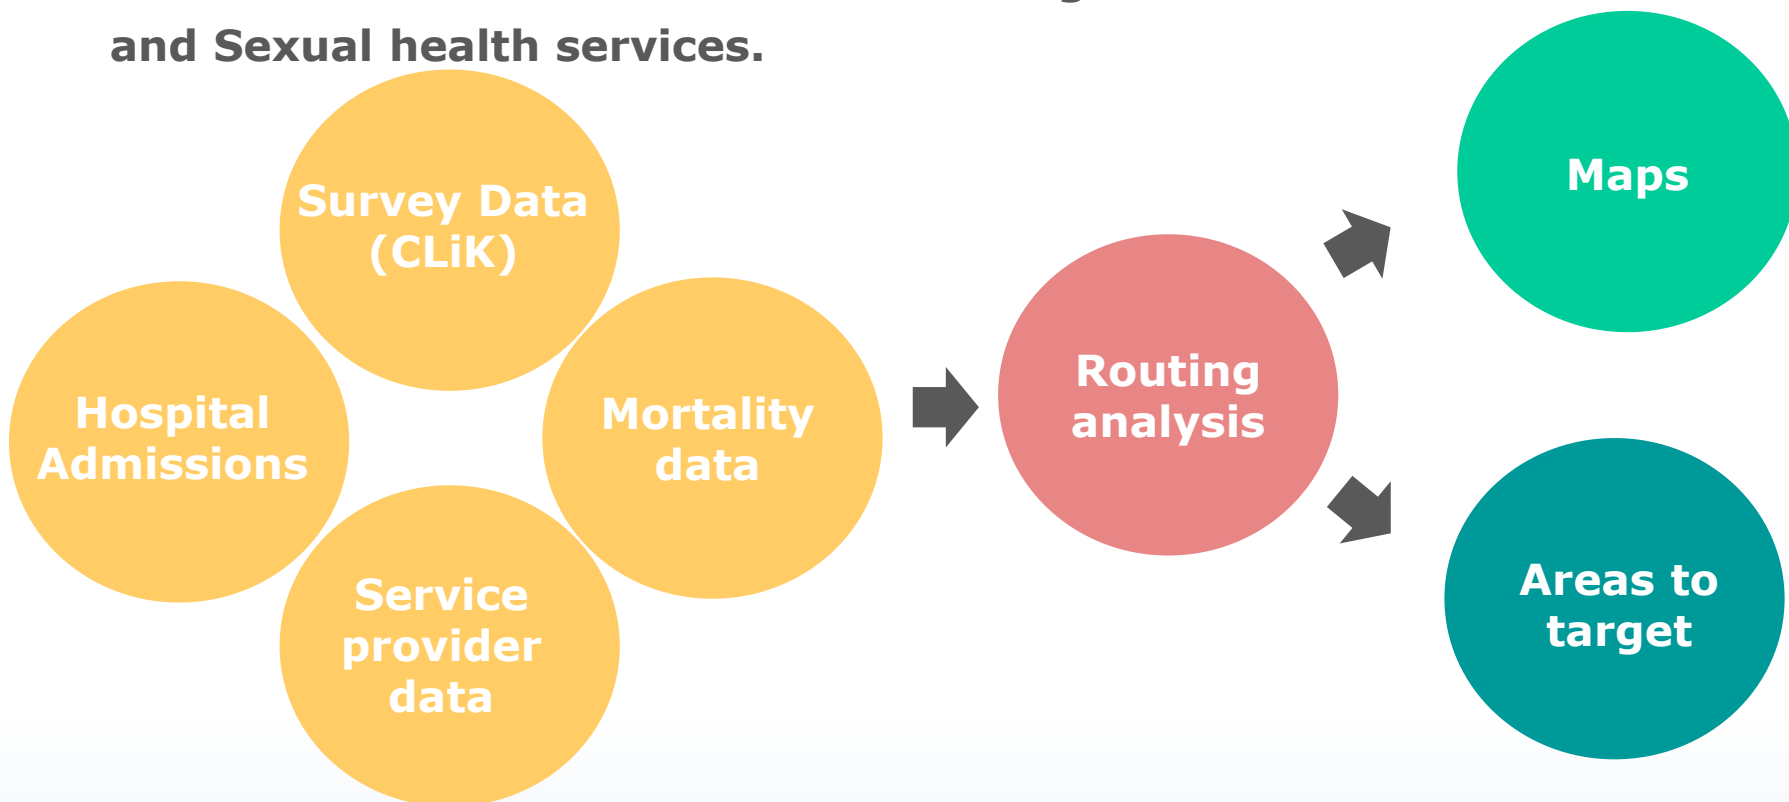 and Sexual health services.
Survey Data
(CLiK)
Hospital
Admissions
Mortality
data
Service
provider
data
Routing
analysis
Maps
Areas to
target